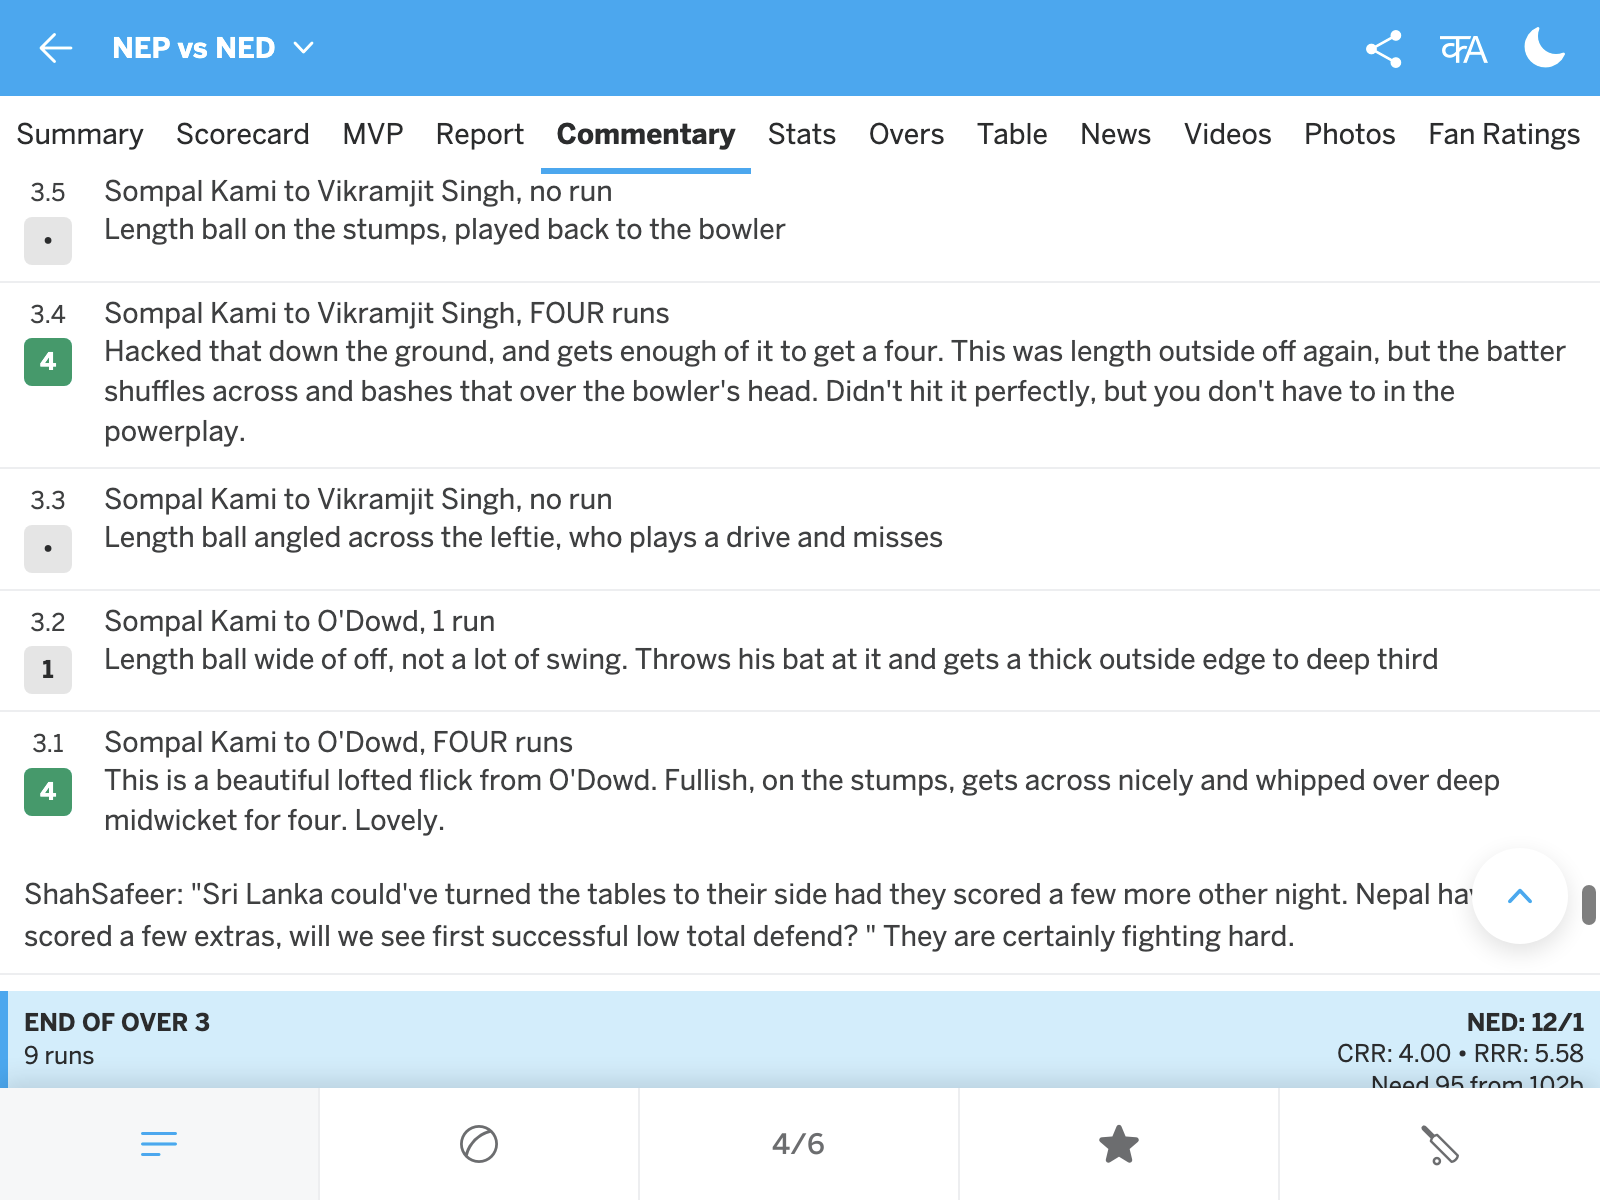 NEP vs NED
Summary Scorecard MVP Report Commentary Stats Overs Table News Videos Photos Fan Ratings
3.5 Sompal Kami to Vikramjit Singh, no run
• Length ball on the stumps, played back to the bowler
3.4 Sompal Kami to Vikramjit Singh, FOUR runs
4 Hacked that down the ground, and gets enough of it to get a four. This was length outside off again, but the batter
shuffles across and bashes that over the bowler's head. Didn't hit it perfectly, but you don't have to in the
powerplay.
3.3 Sompal Kami to Vikramjit Singh, no run
• Length ball angled across the leftie, who plays a drive and misses
3.2 Sompal Kami to O'Dowd, 1 run
1 Length ball wide of off, not a lot of swing. Throws his bat at it and gets a thick outside edge to deep third
3.1 Sompal Kami to O'Dowd, FOUR runs
4 This is a beautiful lofted flick from O'Dowd. Fullish, on the stumps, gets across nicely and whipped over deep
midwicket for four. Lovely.
ShahSafeer: "Sri Lanka could've turned the tables to their side had they scored a few more other night. Nepal
scored a few extras, will we see first successful low total defend? " They are certainly fighting hard.
END OF OVER 3 NED: 12/1
9 runs CRR: 4.00 • RRR: 5.58
Need 95 from 102b
4/6